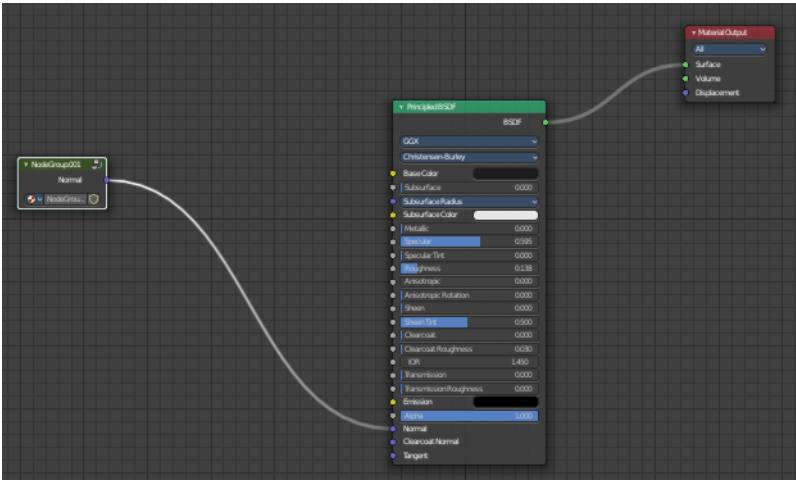 Material Output
All
Surface
Volume
Displacement
Principled BSDF
BSDF
GGX
Christensen-Burley
Base Color
Subsurface 0.000
Subsurface Radius
Subsurface Color
Metallic 0.000
Specular 0.595
Specular Tint 0.000
Roughness 0.138
Anisotropic 0.000
Anisotropic Rotation 0.000
Sheen 0.000
Sheen Tint 0.500
Clearcoat 0.000
Clearcoat Roughness 0.030
IOR 1.450
Transmission 0.000
Transmission Roughness 0.000
Emission
Alpha 1.000
Normal
Clearcoat Normal
Tangent
NodeGroup.001
Normal
NodeGrou...